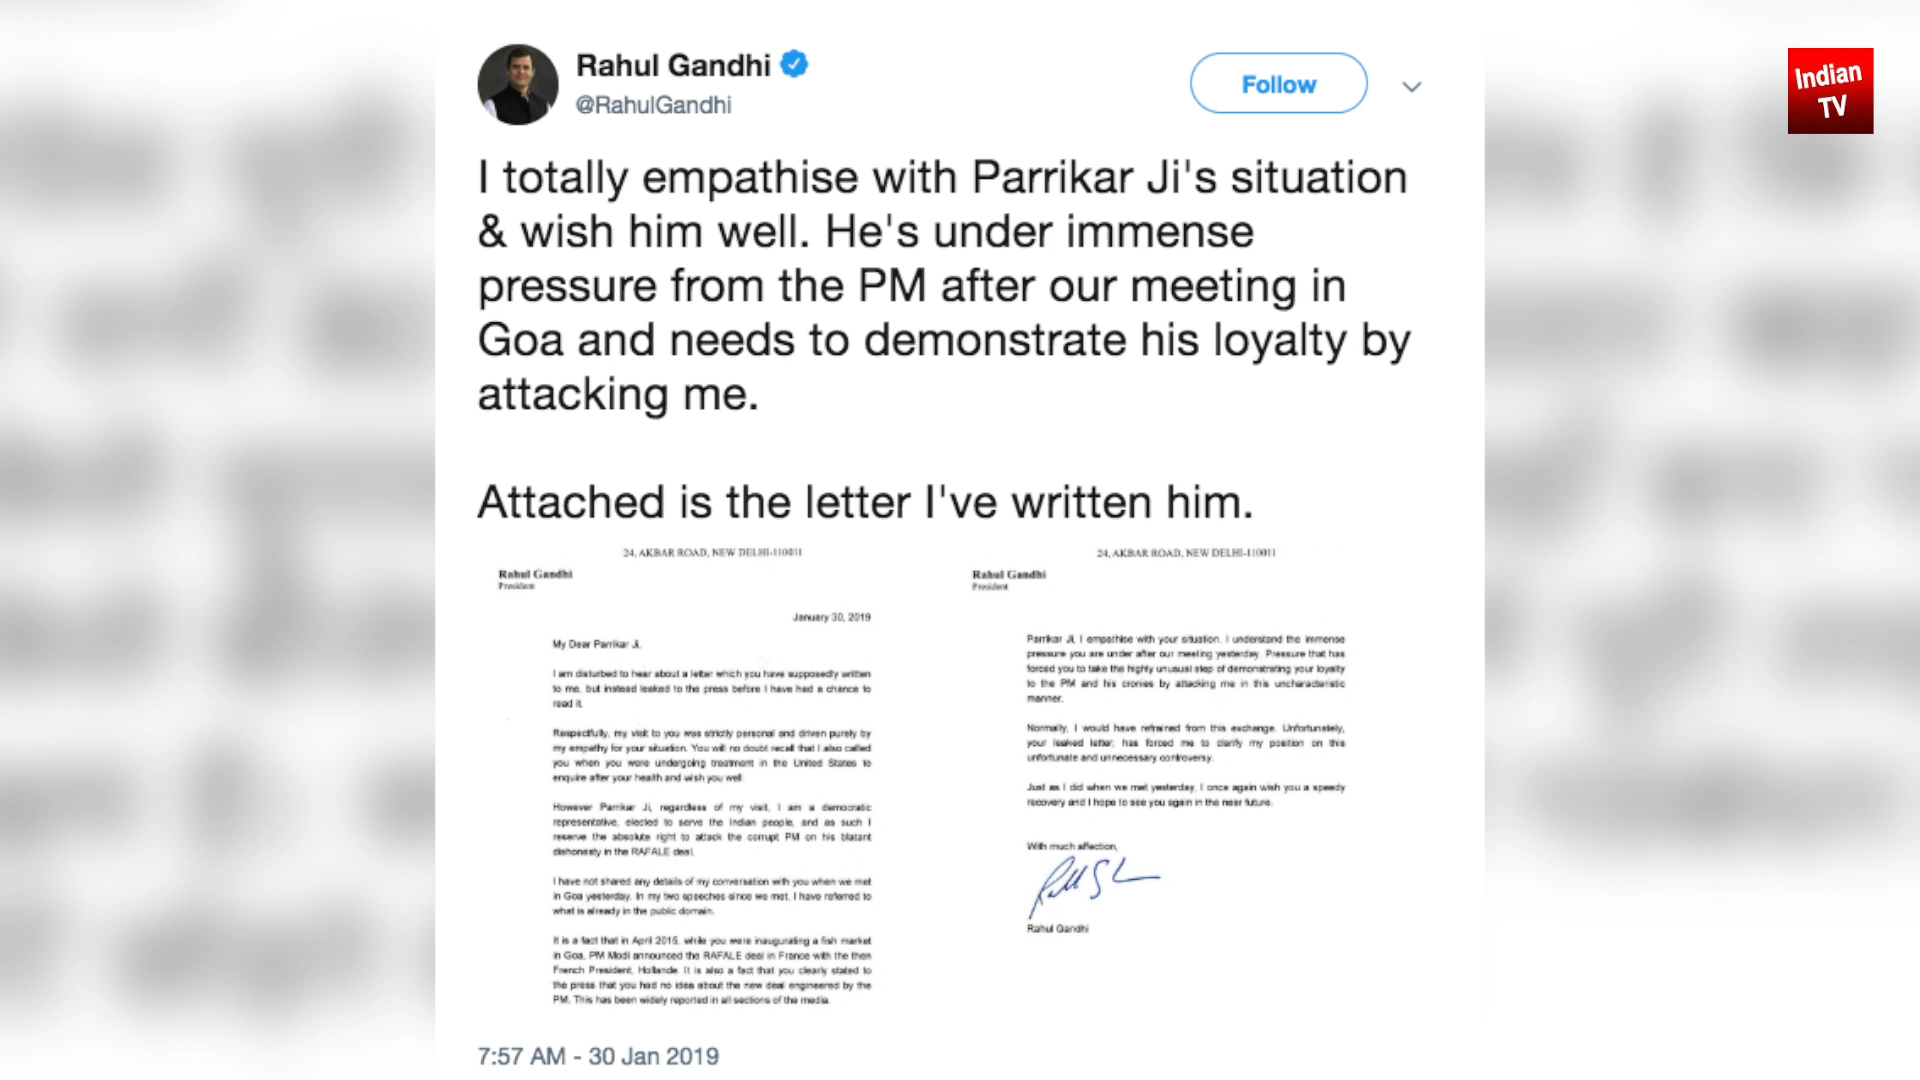 Rahul Gandhi
@RahulGandhi
Follow
Indian
TV
I totally empathise with Parrikar Ji's situation
& wish him well. He's under immense
pressure from the PM after our meeting in
Goa and needs to demonstrate his loyalty by
attacking me.
Attached is the letter I've written him.
24, AKBAR ROAD, NEW DELHI-110011
Rahul Gandhi
President
January 30, 2019
My Dear Parrikar Ji,
I am disturbed to hear about a letter which you have supposedly written
to me, but instead leaked to the press before I have had a chance to
read it.
Respectfully, my visit to you was strictly personal and driven purely by
my empathy for your situation. You will no doubt recall that I also called
you when you were undergoing treatment in the United States to
enquire after your health and wish you well.
However Parrikar Ji, regardless of my visit, I am a democratic
representative, elected to serve the Indian people, and as such I
reserve the absolute right to attack the corrupt PM on his blatant
dishonesty in the RAFALE deal.
I have not shared any details of my conversation with you when we met
in Goa yesterday. In my two speeches since we met, I have referred to
what is already in the public domain.
It is a fact that in April 2015, while you were inaugurating a fish market
in Goa, PM Modi announced the RAFALE deal in France with the then
French President, Hollande. It is also a fact that you clearly stated to
the press that you had no idea about the new deal engineered by the
PM. This has been widely reported in all sections of the media.
24, AKBAR ROAD, NEW DELHI-110011
Rahul Gandhi
President
Parrikar Ji, I empathise with your situation. I understand the immense
pressure you are under after our meeting yesterday. Pressure that has
forced you to take the highly unusual step of demonstrating your loyalty
to the PM and his cronies by attacking me in this uncharacteristic
manner.
Normally, I would have refrained from this exchange. Unfortunately,
your leaked letter, has forced me to clarify my position on this
unfortunate and unnecessary controversy.
Just as I did when we met yesterday, I once again wish you a speedy
recovery and I hope to see you again in the near future.
With much affection,
Rahul Gandhi
7:57 AM - 30 Jan 2019